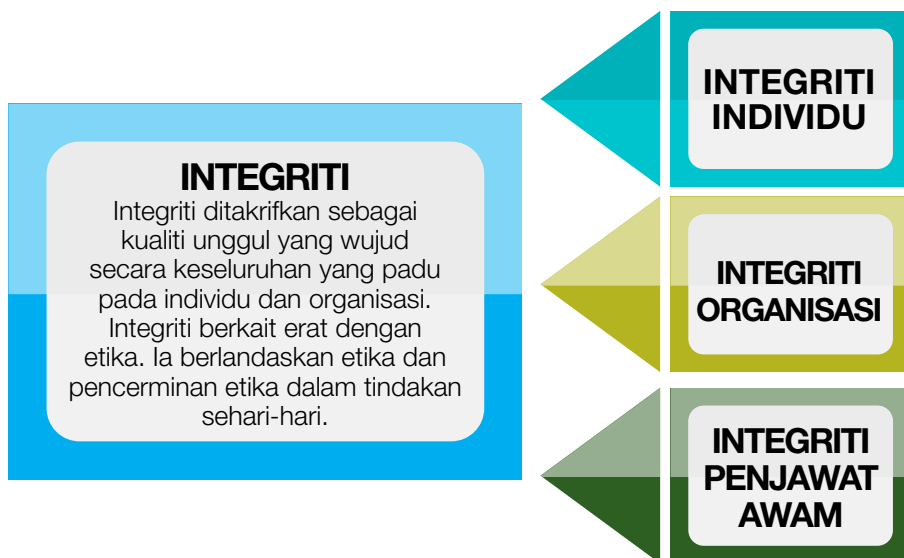 INTEGRITI
Integriti ditakrifkan sebagai
kualiti unggul yang wujud
secara keseluruhan yang padu
pada individu dan organisasi.
Integriti berkait erat dengan
etika. Ia berlandaskan etika dan
pencerminan etika dalam tindakan
sehari-hari.
INTEGRITI
INDIVIDU
INTEGRITI
ORGANISASI
INTEGRITI
PENJAWAT
AWAM